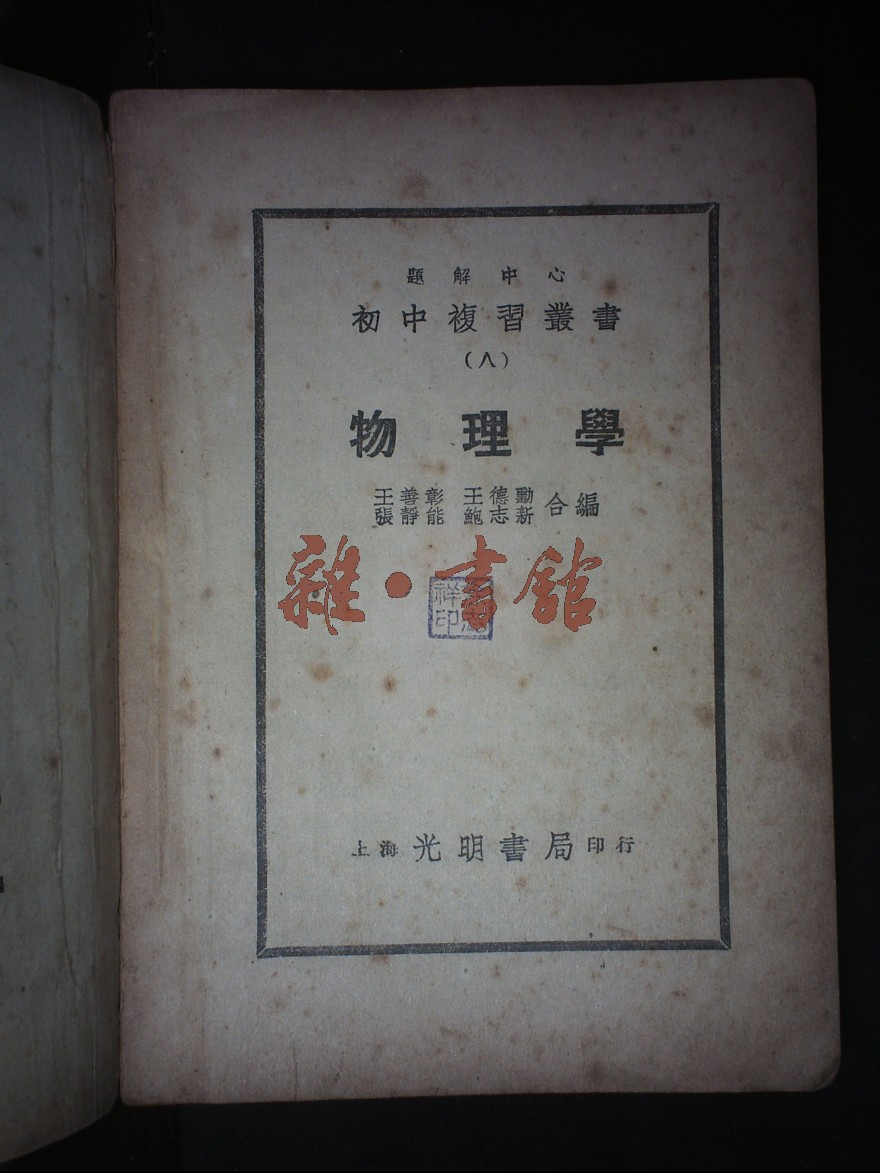 題解中心
初中複習叢書
(八)
物理學
王善彰 王德勳 合編
張靜能 鮑志新
雜·書館
祥印
上海 光明書局 印行